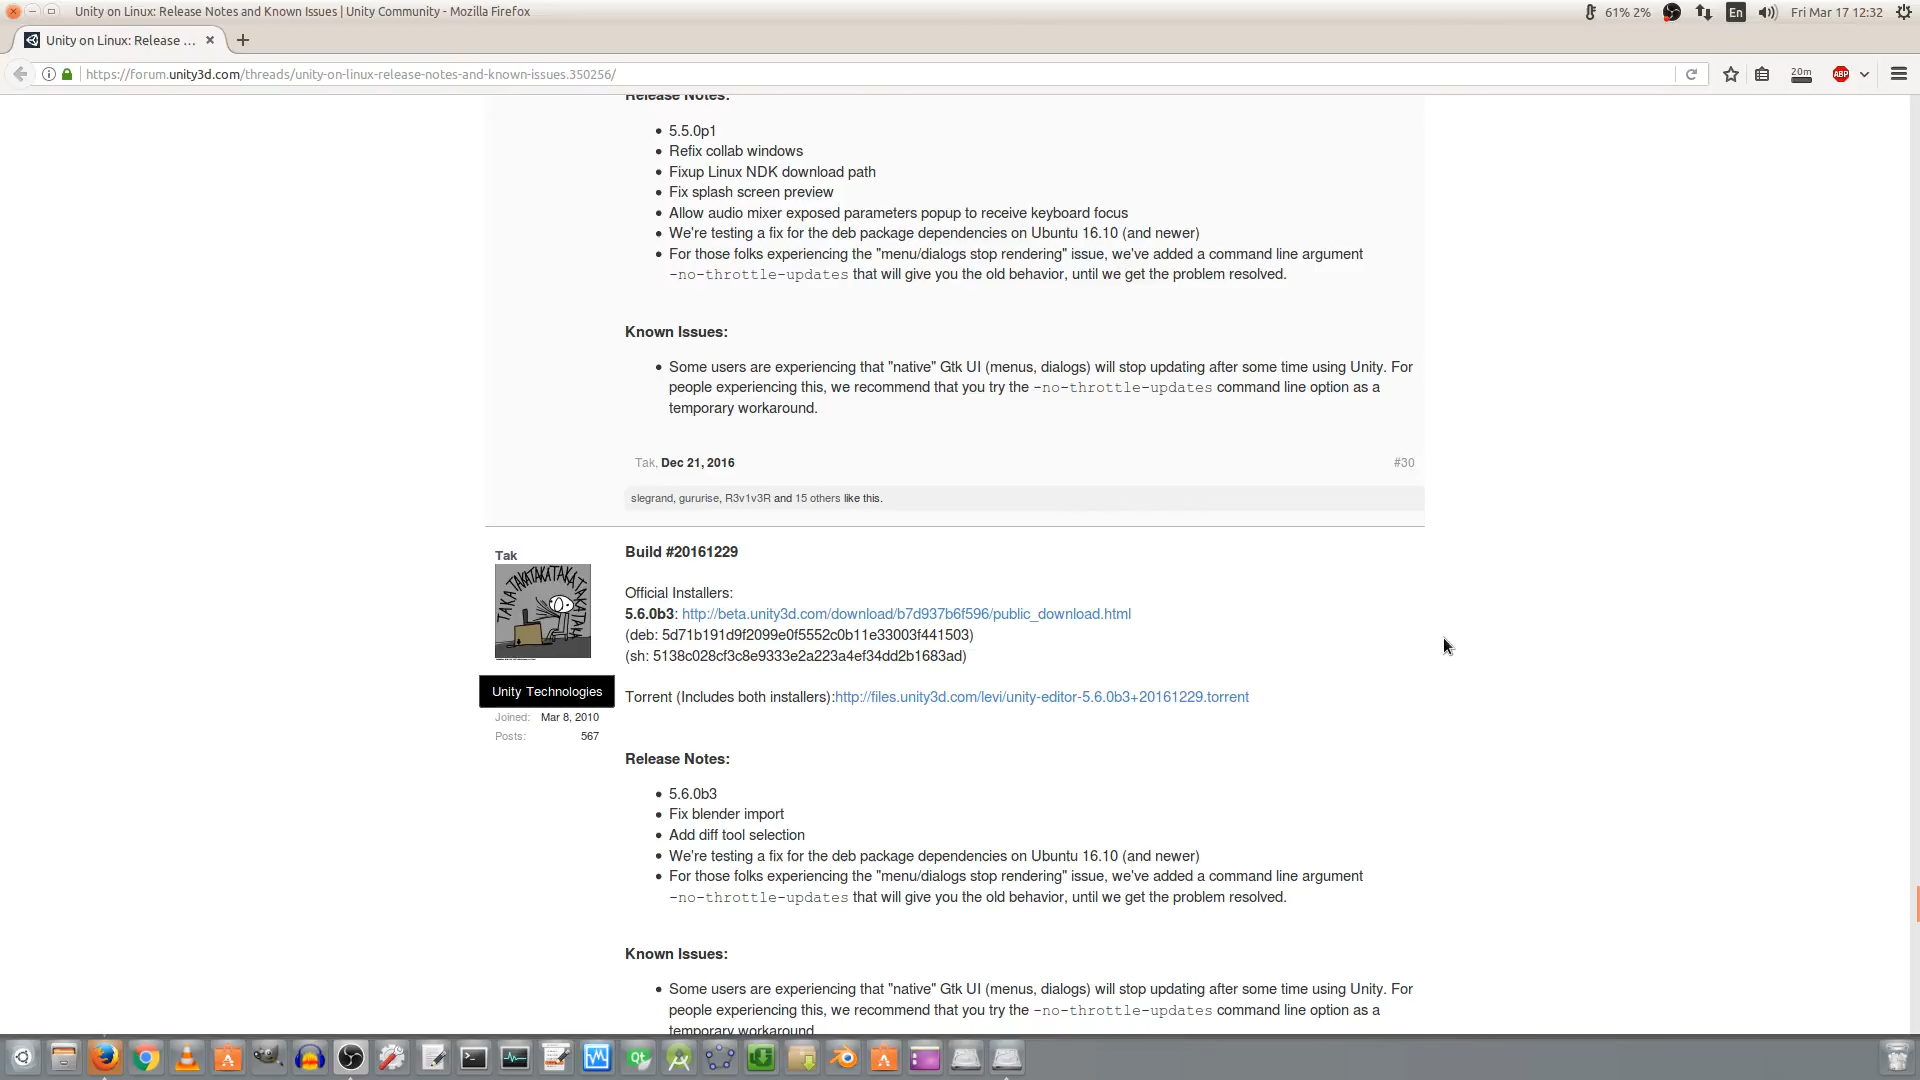 Unity on Linux: Release Notes and Known Issues | Unity Community - Mozilla Firefox
61% 2%
En
Fri Mar 17 12:32
Unity on Linux: Release ...
https://forum.unity3d.com/threads/unity-on-linux-release-notes-and-known-issues.350256/
20m
ABP
Release Notes:
5.5.0p1
Refix collab windows
Fixup Linux NDK download path
Fix splash screen preview
Allow audio mixer exposed parameters popup to receive keyboard focus
We're testing a fix for the deb package dependencies on Ubuntu 16.10 (and newer)
For those folks experiencing the "menu/dialogs stop rendering" issue, we've added a command line argument
-no-throttle-updates that will give you the old behavior, until we get the problem resolved.
Known Issues:
Some users are experiencing that "native" Gtk UI (menus, dialogs) will stop updating after some time using Unity. For
people experiencing this, we recommend that you try the -no-throttle-updates command line option as a
temporary workaround.
Tak, Dec 21, 2016
#30
slegrand, gururise, R3v1v3R and 15 others like this.
Tak
TAKATAKATAKATAKATAKATAKA
Unity Technologies
Joined: Mar 8, 2010
Posts: 567
Build #20161229
Official Installers:
5.6.0b3: http://beta.unity3d.com/download/b7d937b6f596/public_download.html
(deb: 5d71b191d9f2099e0f5552c0b11e33003f441503)
(sh: 5138c028cf3c8e9333e2a223a4ef34dd2b1683ad)
Torrent (Includes both installers):http://files.unity3d.com/levi/unity-editor-5.6.0b3+20161229.torrent
Release Notes:
5.6.0b3
Fix blender import
Add diff tool selection
We're testing a fix for the deb package dependencies on Ubuntu 16.10 (and newer)
For those folks experiencing the "menu/dialogs stop rendering" issue, we've added a command line argument
-no-throttle-updates that will give you the old behavior, until we get the problem resolved.
Known Issues:
Some users are experiencing that "native" Gtk UI (menus, dialogs) will stop updating after some time using Unity. For
people experiencing this, we recommend that you try the -no-throttle-updates command line option as a
temporary workaround
Qt